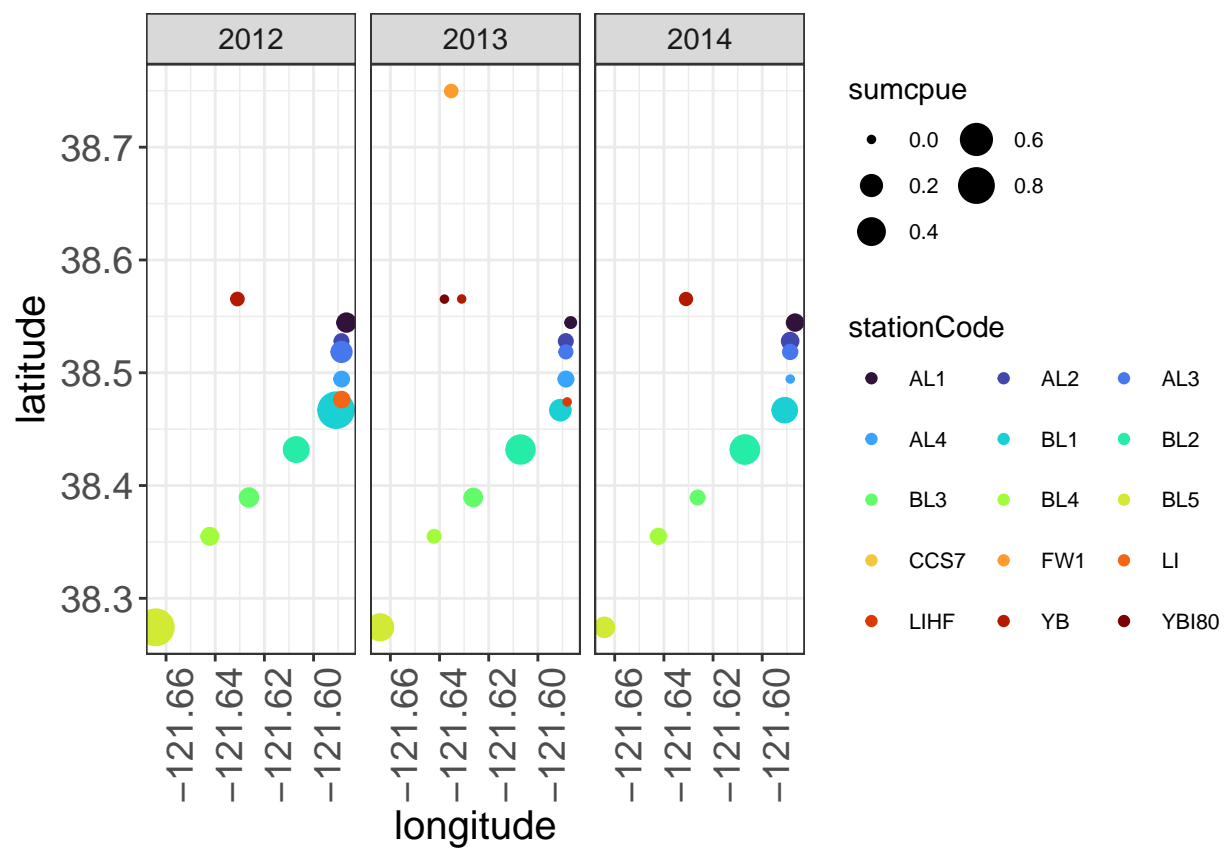 2012 2013 2014
38.7
38.6
38.5
38.4
38.3
latitude
−121.66 −121.64 −121.62 −121.60 −121.66 −121.64 −121.62 −121.60 −121.66 −121.64 −121.62 −121.60
longitude
sumcpue
0.0 0.6
0.2 0.8
0.4
stationCode
AL1 AL2 AL3
AL4 BL1 BL2
BL3 BL4 BL5
CCS7 FW1 LI
LIHF YB YBI80